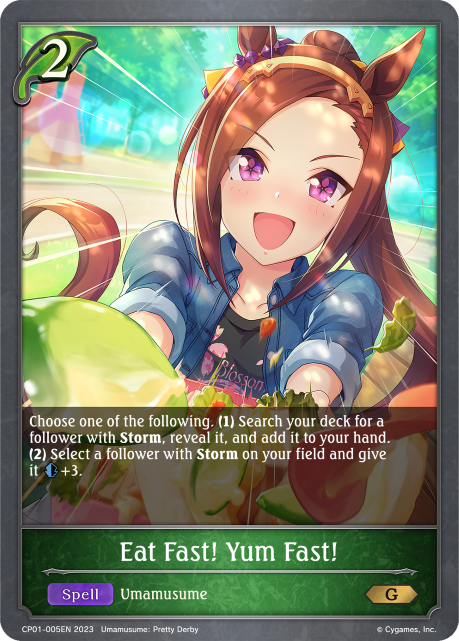 2
Blossom
Choose one of the following. (1) Search your deck for a
follower with Storm, reveal it, and add it to your hand.
(2) Select a follower with Storm on your field and give
it +3.
Eat Fast! Yum Fast!
Spell Umamusume G
CP01-005EN 2023 Umamusume: Pretty Derby © Cygames, Inc.